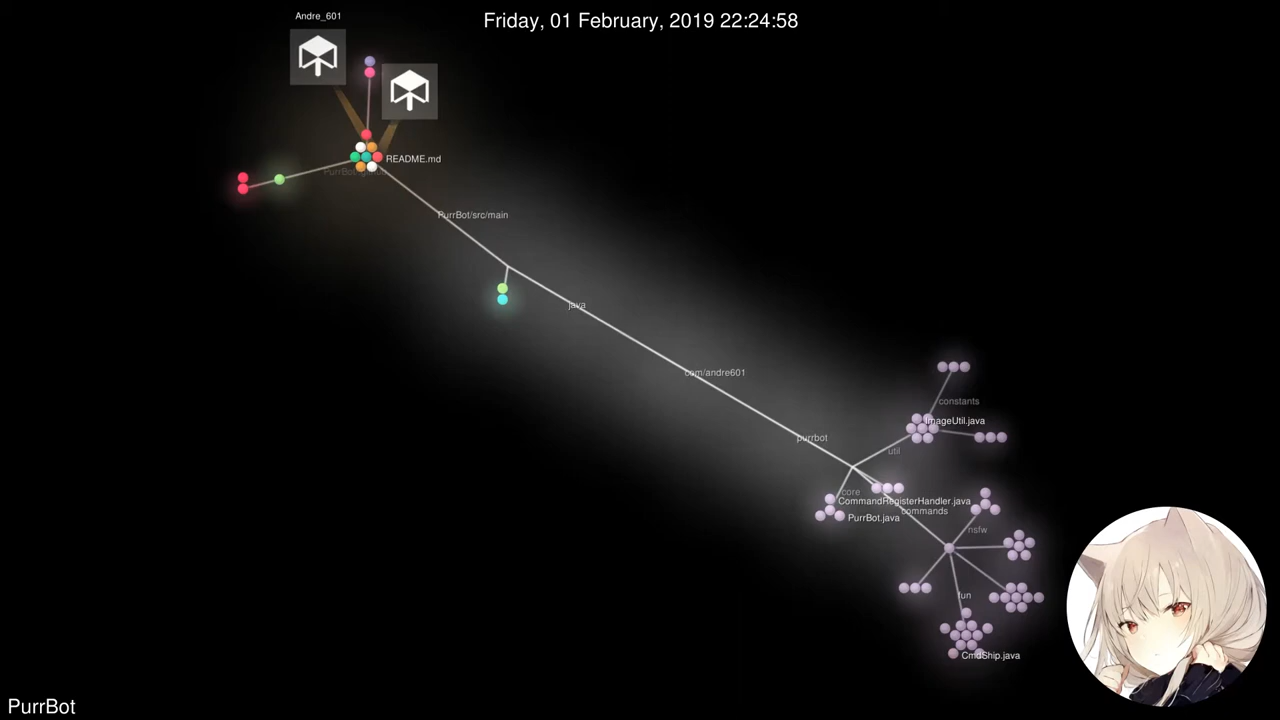 Andre_601
Friday, 01 February, 2019 22:24:58
README.md
PurrBot/src/main
java
com/andre601
constants
ImageUtil.java
purrbot
util
core
CommandRegisterHandler.java
commands
PurrBot.java
nsfw
fun
CmdShip.java
PurrBot